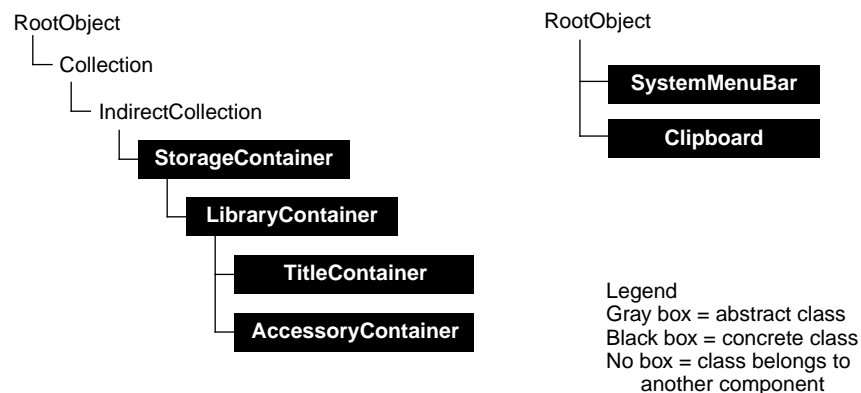 RootObject
Collection
IndirectCollection
StorageContainer
LibraryContainer
TitleContainer
AccessoryContainer
RootObject
SystemMenuBar
Clipboard
Legend
Gray box = abstract class
Black box = concrete class
No box = class belongs to
another component